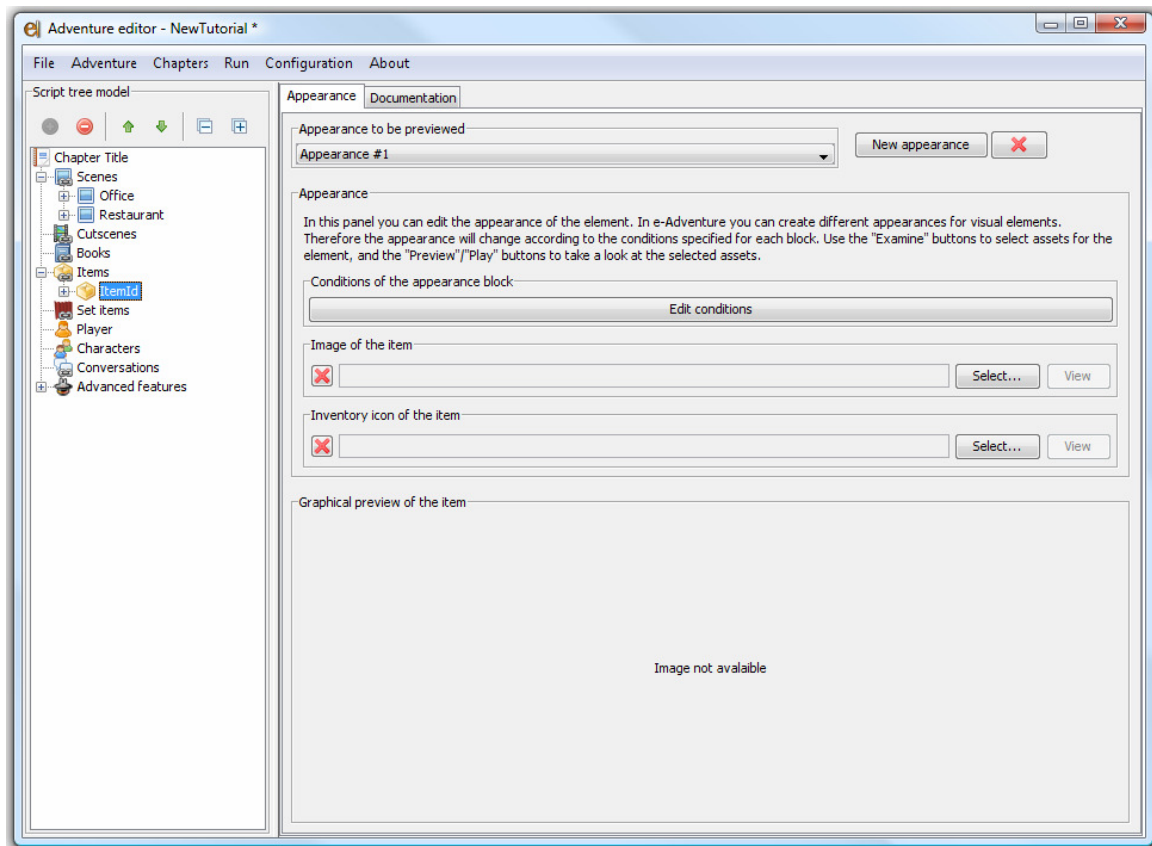 Adventure editor - NewTutorial *
File Adventure Chapters Run Configuration About
Script tree model
Chapter Title
Scenes
Office
Restaurant
Cutscenes
Books
Items
ItemId
Set items
Player
Characters
Conversations
Advanced features
Appearance Documentation
Appearance to be previewed
Appearance #1
New appearance
Appearance
In this panel you can edit the appearance of the element. In e-Adventure you can create different appearances for visual elements.
Therefore the appearance will change according to the conditions specified for each block. Use the "Examine" buttons to select assets for the
element, and the "Preview"/"Play" buttons to take a look at the selected assets.
Conditions of the appearance block
Edit conditions
Image of the item
Select... View
Inventory icon of the item
Select... View
Graphical preview of the item
Image not avalaible